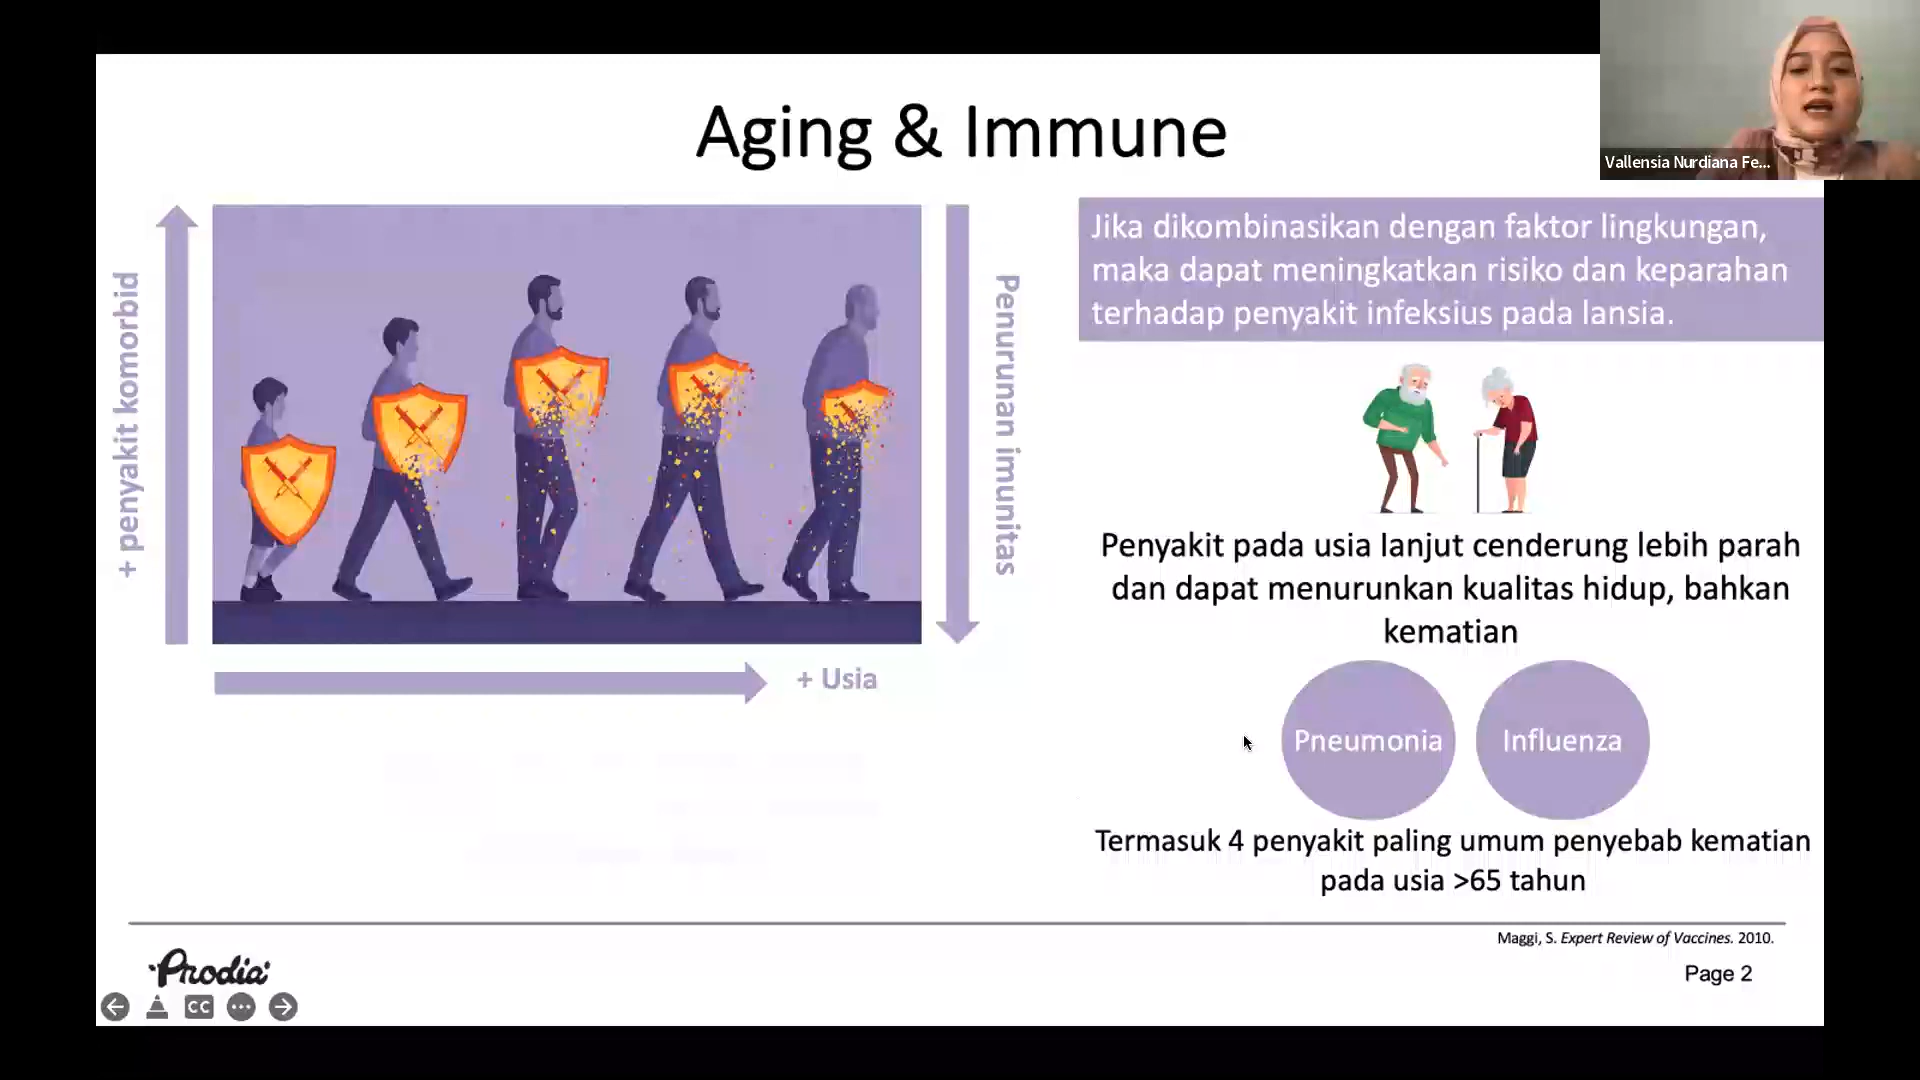 Aging & Immune
Vallensia Nurdiana Fe...
+ penyakit komorbid
Penurunan imunitas
+ Usia
Jika dikombinasikan dengan faktor lingkungan,
maka dapat meningkatkan risiko dan keparahan
terhadap penyakit infeksius pada lansia.
Penyakit pada usia lanjut cenderung lebih parah
dan dapat menurunkan kualitas hidup, bahkan
kematian
Pneumonia
Influenza
Termasuk 4 penyakit paling umum penyebab kematian
pada usia >65 tahun
Maggi, S. Expert Review of Vaccines. 2010.
Prodia
Page 2
CC